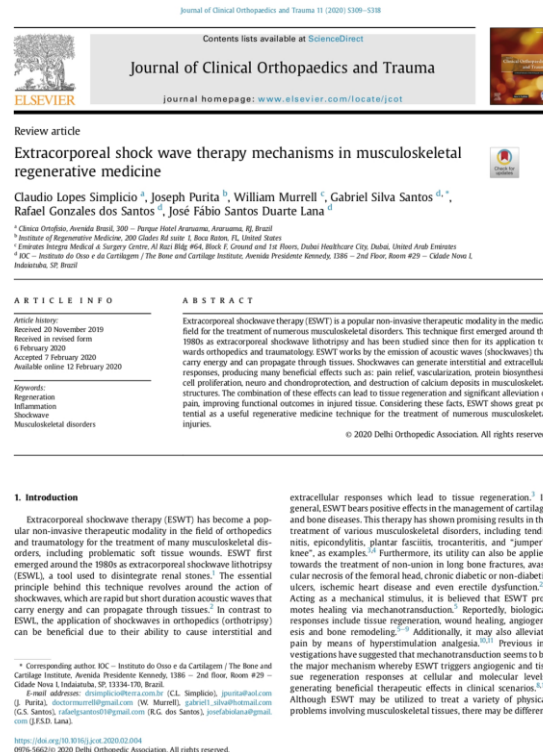 Journal of Clinical Orthopaedics and Trauma 11 (2020) S309–S318
Contents lists available at ScienceDirect
Journal of Clinical Orthopaedics and Trauma
journal homepage: www.elsevier.com/locate/jcot
ELSEVIER
Review article
Extracorporeal shock wave therapy mechanisms in musculoskeletal
regenerative medicine
Check for
updates
Claudio Lopes Simplicio a, Joseph Purita b, William Murrell c, Gabriel Silva Santos d, *,
Rafael Gonzales dos Santos d, José Fábio Santos Duarte Lana d
a Clínica Ortofisio, Avenida Brasil, 300 — Parque Hotel Araruama, Araruama, RJ, Brazil
b Institute of Regenerative Medicine, 200 Glades Rd suite 1, Boca Raton, FL, United States
c Emirates Integra Medical & Surgery Centre, Al Razi Bldg #64, Block F, Ground and 1st Floors, Dubai Healthcare City, Dubai, United Arab Emirates
d IOC — Instituto do Osso e da Cartilagem / The Bone and Cartilage Institute, Avenida Presidente Kennedy, 1386 — 2nd Floor, Room #29 — Cidade Nova I,
Indaiatuba, SP, Brazil
ARTICLE INFO
Article history:
Received 20 November 2019
Received in revised form
6 February 2020
Accepted 7 February 2020
Available online 12 February 2020
Keywords:
Regeneration
Inflammation
Shockwave
Musculoskeletal disorders
ABSTRACT
Extracorporeal shockwave therapy (ESWT) is a popular non-invasive therapeutic modality in the medica
field for the treatment of numerous musculoskeletal disorders. This technique first emerged around th
1980s as extracorporeal shockwave lithotripsy and has been studied since then for its application to
wards orthopedics and traumatology. ESWT works by the emission of acoustic waves (shockwaves) tha
carry energy and can propagate through tissues. Shockwaves can generate interstitial and extracellula
responses, producing many beneficial effects such as: pain relief, vascularization, protein biosynthesi
cell proliferation, neuro and chondroprotection, and destruction of calcium deposits in musculoskeleta
structures. The combination of these effects can lead to tissue regeneration and significant alleviation o
pain, improving functional outcomes in injured tissue. Considering these facts, ESWT shows great po
tential as a useful regenerative medicine technique for the treatment of numerous musculoskeleta
injuries.
© 2020 Delhi Orthopedic Association. All rights reserved
1. Introduction
Extracorporeal shockwave therapy (ESWT) has become a pop-
ular non-invasive therapeutic modality in the field of orthopedics
and traumatology for the treatment of many musculoskeletal dis-
orders, including problematic soft tissue wounds. ESWT first
emerged around the 1980s as extracorporeal shockwave lithotripsy
(ESWL), a tool used to disintegrate renal stones.1 The essential
principle behind this technique revolves around the action of
shockwaves, which are rapid but short duration acoustic waves that
carry energy and can propagate through tissues.2 In contrast to
ESWL, the application of shockwaves in orthopedics (orthotripsy)
can be beneficial due to their ability to cause interstitial and
* Corresponding author. IOC — Instituto do Osso e da Cartilagem / The Bone and
Cartilage Institute, Avenida Presidente Kennedy, 1386 — 2nd floor, Room #29 —
Cidade Nova I, Indaiatuba, SP, 13334-170, Brazil.
E-mail addresses: drsimplicio@terra.com.br (C.L. Simplicio), jpurita@aol.com
(J. Purita), doctormurrell@gmail.com (W. Murrell), gabriel1_silva@hotmail.com
(G.S. Santos), rafaelgsantos01@gmail.com (R.G. dos Santos), josefabiolana@gmail.
com (J.F.S.D. Lana).
https://doi.org/10.1016/j.jcot.2020.02.004
0976-5662/© 2020 Delhi Orthopedic Association. All rights reserved.
extracellular responses which lead to tissue regeneration.3 I
general, ESWT bears positive effects in the management of cartilag
and bone diseases. This therapy has shown promising results in th
treatment of various musculoskeletal disorders, including tendi
nitis, epicondylitis, plantar fasciitis, trocanteritis, and "jumper
knee", as examples.3,4 Furthermore, its utility can also be applie
towards the treatment of non-union in long bone fractures, avas
cular necrosis of the femoral head, chronic diabetic or non-diabeti
ulcers, ischemic heart disease and even erectile dysfunction.2
Acting as a mechanical stimulus, it is believed that ESWT pro
motes healing via mechanotransduction.5 Reportedly, biologica
responses include tissue regeneration, wound healing, angiogen
esis and bone remodeling.5–9 Additionally, it may also alleviat
pain by means of hyperstimulation analgesia.10,11 Previous in
vestigations have suggested that mechanotransduction seems to b
the major mechanism whereby ESWT triggers angiogenic and tis
sue regeneration responses at cellular and molecular level
generating beneficial therapeutic effects in clinical scenarios.8,
Although ESWT may be utilized to treat a variety of physica
problems involving musculoskeletal tissues, there may be differen